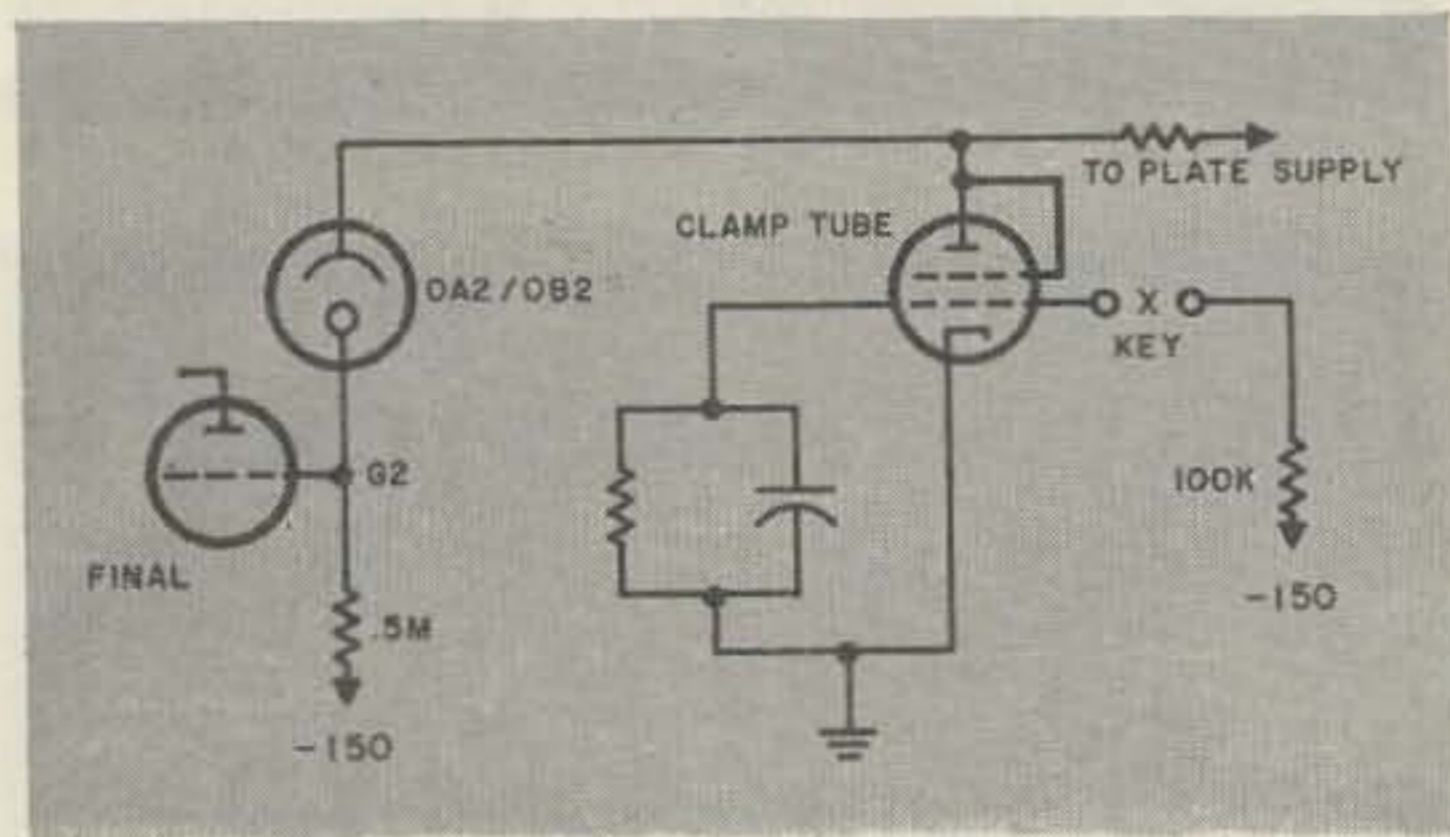 TO PLATE SUPPLY
CLAMP TUBE
OA2/OB2
X
KEY
G2
100K
FINAL
.5M
-150
-150